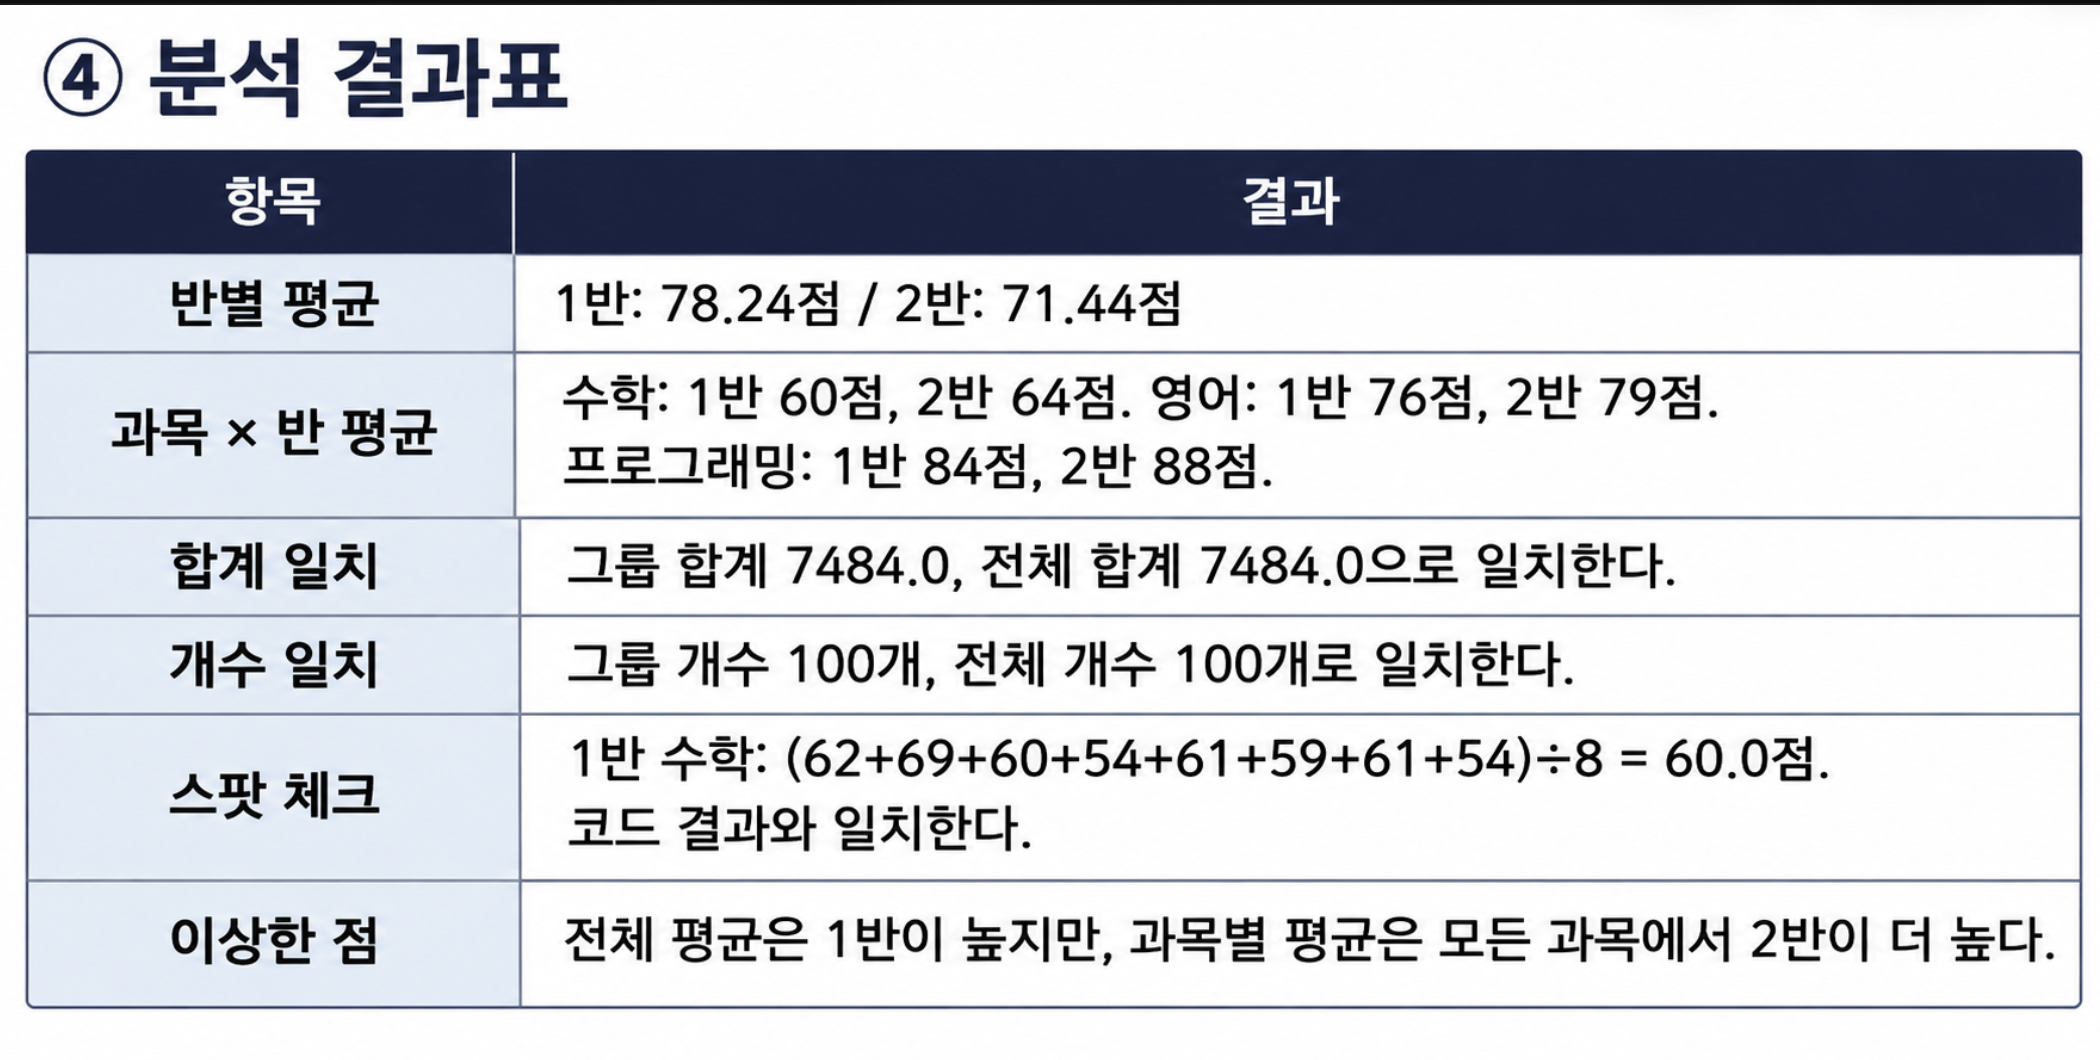 ④ 분석 결과표
항목 결과
반별 평균 1반: 78.24점 / 2반: 71.44점
과목 × 반 평균 수학: 1반 60점, 2반 64점. 영어: 1반 76점, 2반 79점.
프로그래밍: 1반 84점, 2반 88점.
합계 일치 그룹 합계 7484.0, 전체 합계 7484.0으로 일치한다.
개수 일치 그룹 개수 100개, 전체 개수 100개로 일치한다.
스팟 체크 1반 수학: (62+69+60+54+61+59+61+54)÷8 = 60.0점.
코드 결과와 일치한다.
이상한 점 전체 평균은 1반이 높지만, 과목별 평균은 모든 과목에서 2반이 더 높다.